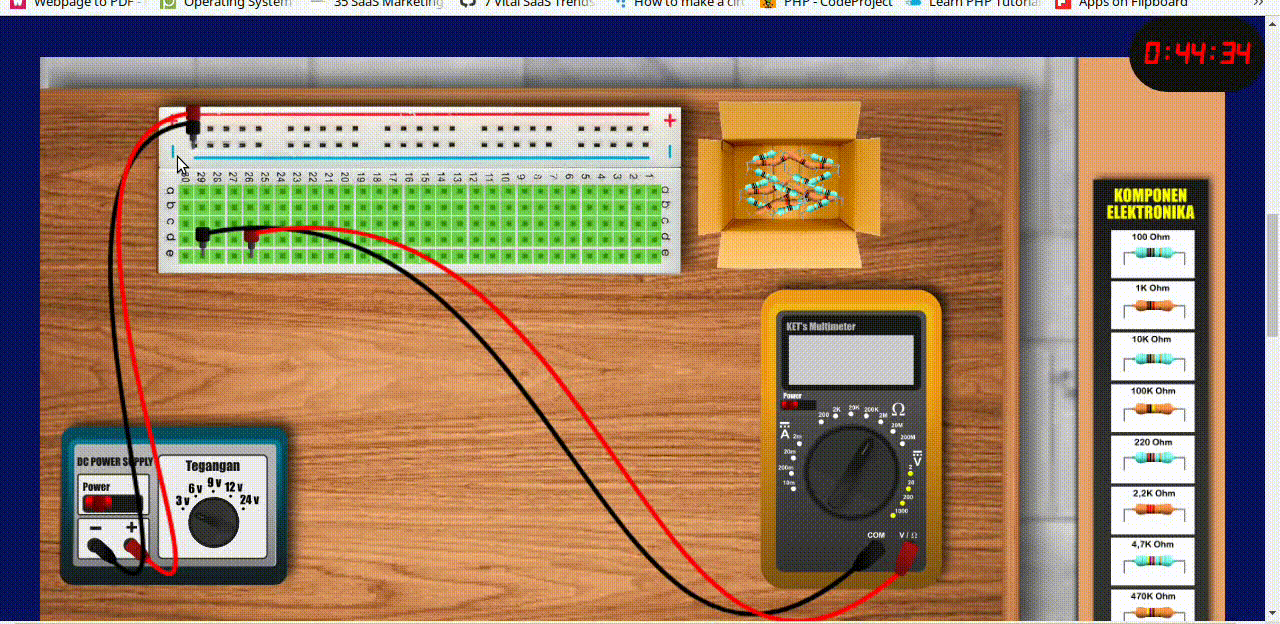 Webpage to PDF -
Operating System
35 SaaS Marketing
7 Vital SaaS Trends
How to make a cir
PHP - CodeProject
Learn PHP Tutoria
Apps on Flipboard
»
0:44:34
+ +
29 28 27 26 25 24 23 22 21 20 19 18 17 16 15 14 13 12 11 10 9 8 7 6 5 4 3 2 1
a a
b b
c c
d d
e e
KOMPONEN
ELEKTRONIKA
100 Ohm
1K Ohm
10K Ohm
100K Ohm
220 Ohm
2,2K Ohm
4,7K Ohm
470K Ohm
KET's Multimeter
Power
200 2K 20K 200K 2M Ω
20M
200M
A
2m
20m
200m
10m
V
2
20
200
1000
COM V / Ω
DC POWER SUPPLY
Power
− +
Tegangan
3 v 6 v 9 v 12 v 24 v